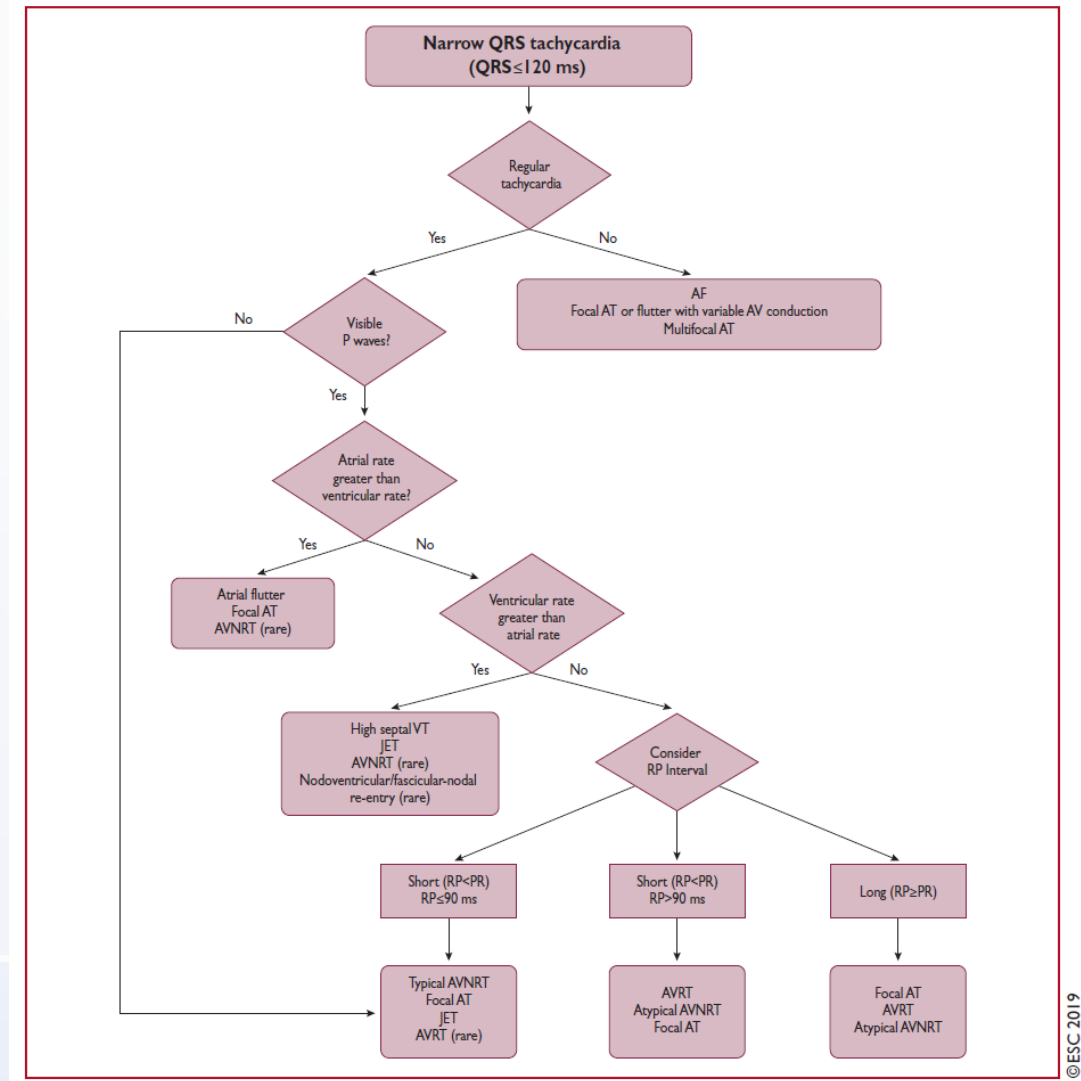 Narrow QRS tachycardia
(QRS≤120 ms)
Regular
tachycardia
Yes
No
AF
Focal AT or flutter with variable AV conduction
Multifocal AT
No
Visible
P waves?
Yes
Atrial rate
greater than
ventricular rate?
Yes
No
Atrial flutter
Focal AT
AVNRT (rare)
Ventricular rate
greater than
atrial rate
Yes
No
High septal VT
JET
AVNRT (rare)
Nodoventricular/fascicular-nodal
re-entry (rare)
Consider
RP Interval
Short (RP<PR)
RP≤90 ms
Short (RP<PR)
RP>90 ms
Long (RP≥PR)
Typical AVNRT
Focal AT
JET
AVRT (rare)
AVRT
Atypical AVNRT
Focal AT
Focal AT
AVRT
Atypical AVNRT
©ESC 2019